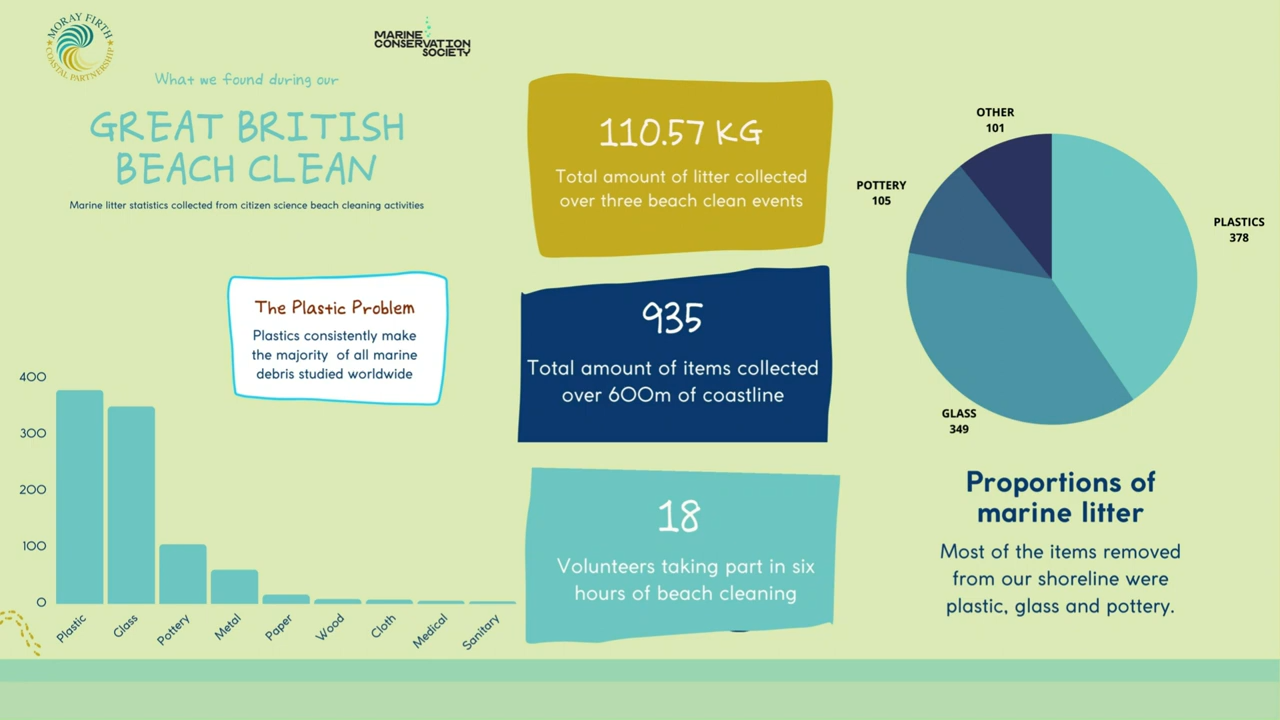 MORAY FIRTH
COASTAL PARTNERSHIP
MARINE
CONSERVATION
SOCIETY
What we found during our
GREAT BRITISH
BEACH CLEAN
Marine litter statistics collected from citizen science beach cleaning activities
The Plastic Problem
Plastics consistently make
the majority of all marine
debris studied worldwide
400
300
200
100
0
Plastic
Glass
Pottery
Metal
Paper
Wood
Cloth
Medical
Sanitary
110.57 KG
Total amount of litter collected
over three beach clean events
935
Total amount of items collected
over 600m of coastline
18
Volunteers taking part in six
hours of beach cleaning
OTHER
101
POTTERY
105
PLASTICS
378
GLASS
349
Proportions of
marine litter
Most of the items removed
from our shoreline were
plastic, glass and pottery.